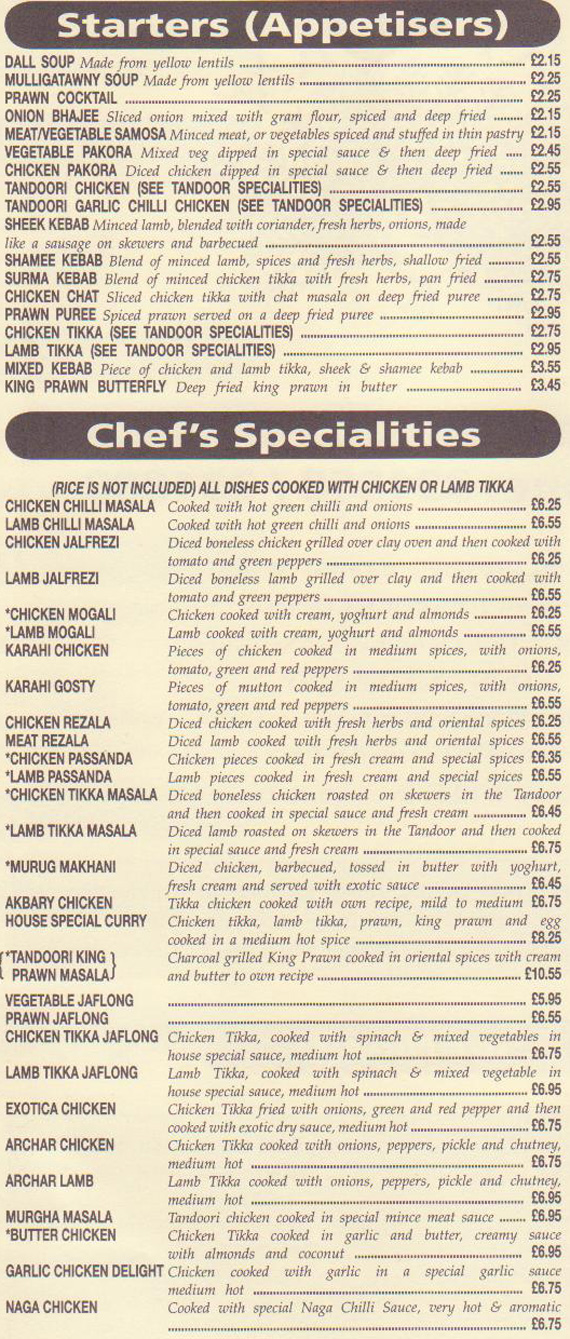 Starters (Appetisers)
DALL SOUP Made from yellow lentils £2.15
MULLIGATAWNY SOUP Made from yellow lentils £2.25
PRAWN COCKTAIL £2.25
ONION BHAJEE Sliced onion mixed with gram flour, spiced and deep fried £2.15
MEAT/VEGETABLE SAMOSA Minced meat, or vegetables spiced and stuffed in thin pastry £2.15
VEGETABLE PAKORA Mixed veg dipped in special sauce & then deep fried £2.45
CHICKEN PAKORA Diced chicken dipped in special sauce & then deep fried £2.55
TANDOORI CHICKEN (SEE TANDOOR SPECIALITIES) £2.55
TANDOORI GARLIC CHILLI CHICKEN (SEE TANDOOR SPECIALITIES) £2.95
SHEEK KEBAB Minced lamb, blended with coriander, fresh herbs, onions, made
like a sausage on skewers and barbecued £2.55
SHAMEE KEBAB Blend of minced lamb, spices and fresh herbs, shallow fried £2.55
SURMA KEBAB Blend of minced chicken tikka with fresh herbs, pan fried £2.75
CHICKEN CHAT Sliced chicken tikka with chat masala on deep fried puree £2.75
PRAWN PUREE Spiced prawn served on a deep fried puree £2.95
CHICKEN TIKKA (SEE TANDOOR SPECIALITIES) £2.75
LAMB TIKKA (SEE TANDOOR SPECIALITIES) £2.95
MIXED KEBAB Piece of chicken and lamb tikka, sheek & shamee kebab £3.55
KING PRAWN BUTTERFLY Deep fried king prawn in butter £3.45
Chef's Specialities
(RICE IS NOT INCLUDED) ALL DISHES COOKED WITH CHICKEN OR LAMB TIKKA
CHICKEN CHILLI MASALA Cooked with hot green chilli and onions £6.25
LAMB CHILLI MASALA Cooked with hot green chilli and onions £6.55
CHICKEN JALFREZI Diced boneless chicken grilled over clay oven and then cooked with
tomato and green peppers £6.25
LAMB JALFREZI Diced boneless lamb grilled over clay and then cooked with
tomato and green peppers £6.55
*CHICKEN MOGALI Chicken cooked with cream, yoghurt and almonds £6.25
*LAMB MOGALI Lamb cooked with cream, yoghurt and almonds £6.55
KARAHI CHICKEN Pieces of chicken cooked in medium spices, with onions,
tomato, green and red peppers £6.25
KARAHI GOSTY Pieces of mutton cooked in medium spices, with onions,
tomato, green and red peppers £6.55
CHICKEN REZALA Diced chicken cooked with fresh herbs and oriental spices £6.25
MEAT REZALA Diced lamb cooked with fresh herbs and oriental spices £6.55
*CHICKEN PASSANDA Chicken pieces cooked in fresh cream and special spices £6.35
*LAMB PASSANDA Lamb pieces cooked in fresh cream and special spices £6.55
*CHICKEN TIKKA MASALA Diced boneless chicken roasted on skewers in the Tandoor
and then cooked in special sauce and fresh cream £6.45
*LAMB TIKKA MASALA Diced lamb roasted on skewers in the Tandoor and then cooked
in special sauce and fresh cream £6.75
*MURUG MAKHANI Diced chicken, barbecued, tossed in butter with yoghurt,
fresh cream and served with exotic sauce £6.45
AKBARY CHICKEN Tikka chicken cooked with own recipe, mild to medium £6.75
HOUSE SPECIAL CURRY Chicken tikka, lamb tikka, prawn, king prawn and egg
cooked in a medium hot spice £8.25
*TANDOORI KING Charcoal grilled King Prawn cooked in oriental spices with cream
PRAWN MASALA and butter to own recipe £10.55
VEGETABLE JAFLONG £5.95
PRAWN JAFLONG £6.55
CHICKEN TIKKA JAFLONG Chicken Tikka, cooked with spinach & mixed vegetables in
house special sauce, medium hot £6.75
LAMB TIKKA JAFLONG Lamb Tikka, cooked with spinach & mixed vegetable in
house special sauce, medium hot £6.95
EXOTICA CHICKEN Chicken Tikka fried with onions, green and red pepper and then
cooked with exotic dry sauce, medium hot £6.75
ARCHAR CHICKEN Chicken Tikka cooked with onions, peppers, pickle and chutney,
medium hot £6.75
ARCHAR LAMB Lamb Tikka cooked with onions, peppers, pickle and chutney,
medium hot £6.95
MURGHA MASALA Tandoori chicken cooked in special mince meat sauce £6.95
*BUTTER CHICKEN Chicken Tikka cooked in garlic and butter, creamy sauce
with almonds and coconut £6.95
GARLIC CHICKEN DELIGHT Chicken cooked with garlic in a special garlic sauce
medium hot £6.75
NAGA CHICKEN Cooked with special Naga Chilli Sauce, very hot & aromatic
£6.75